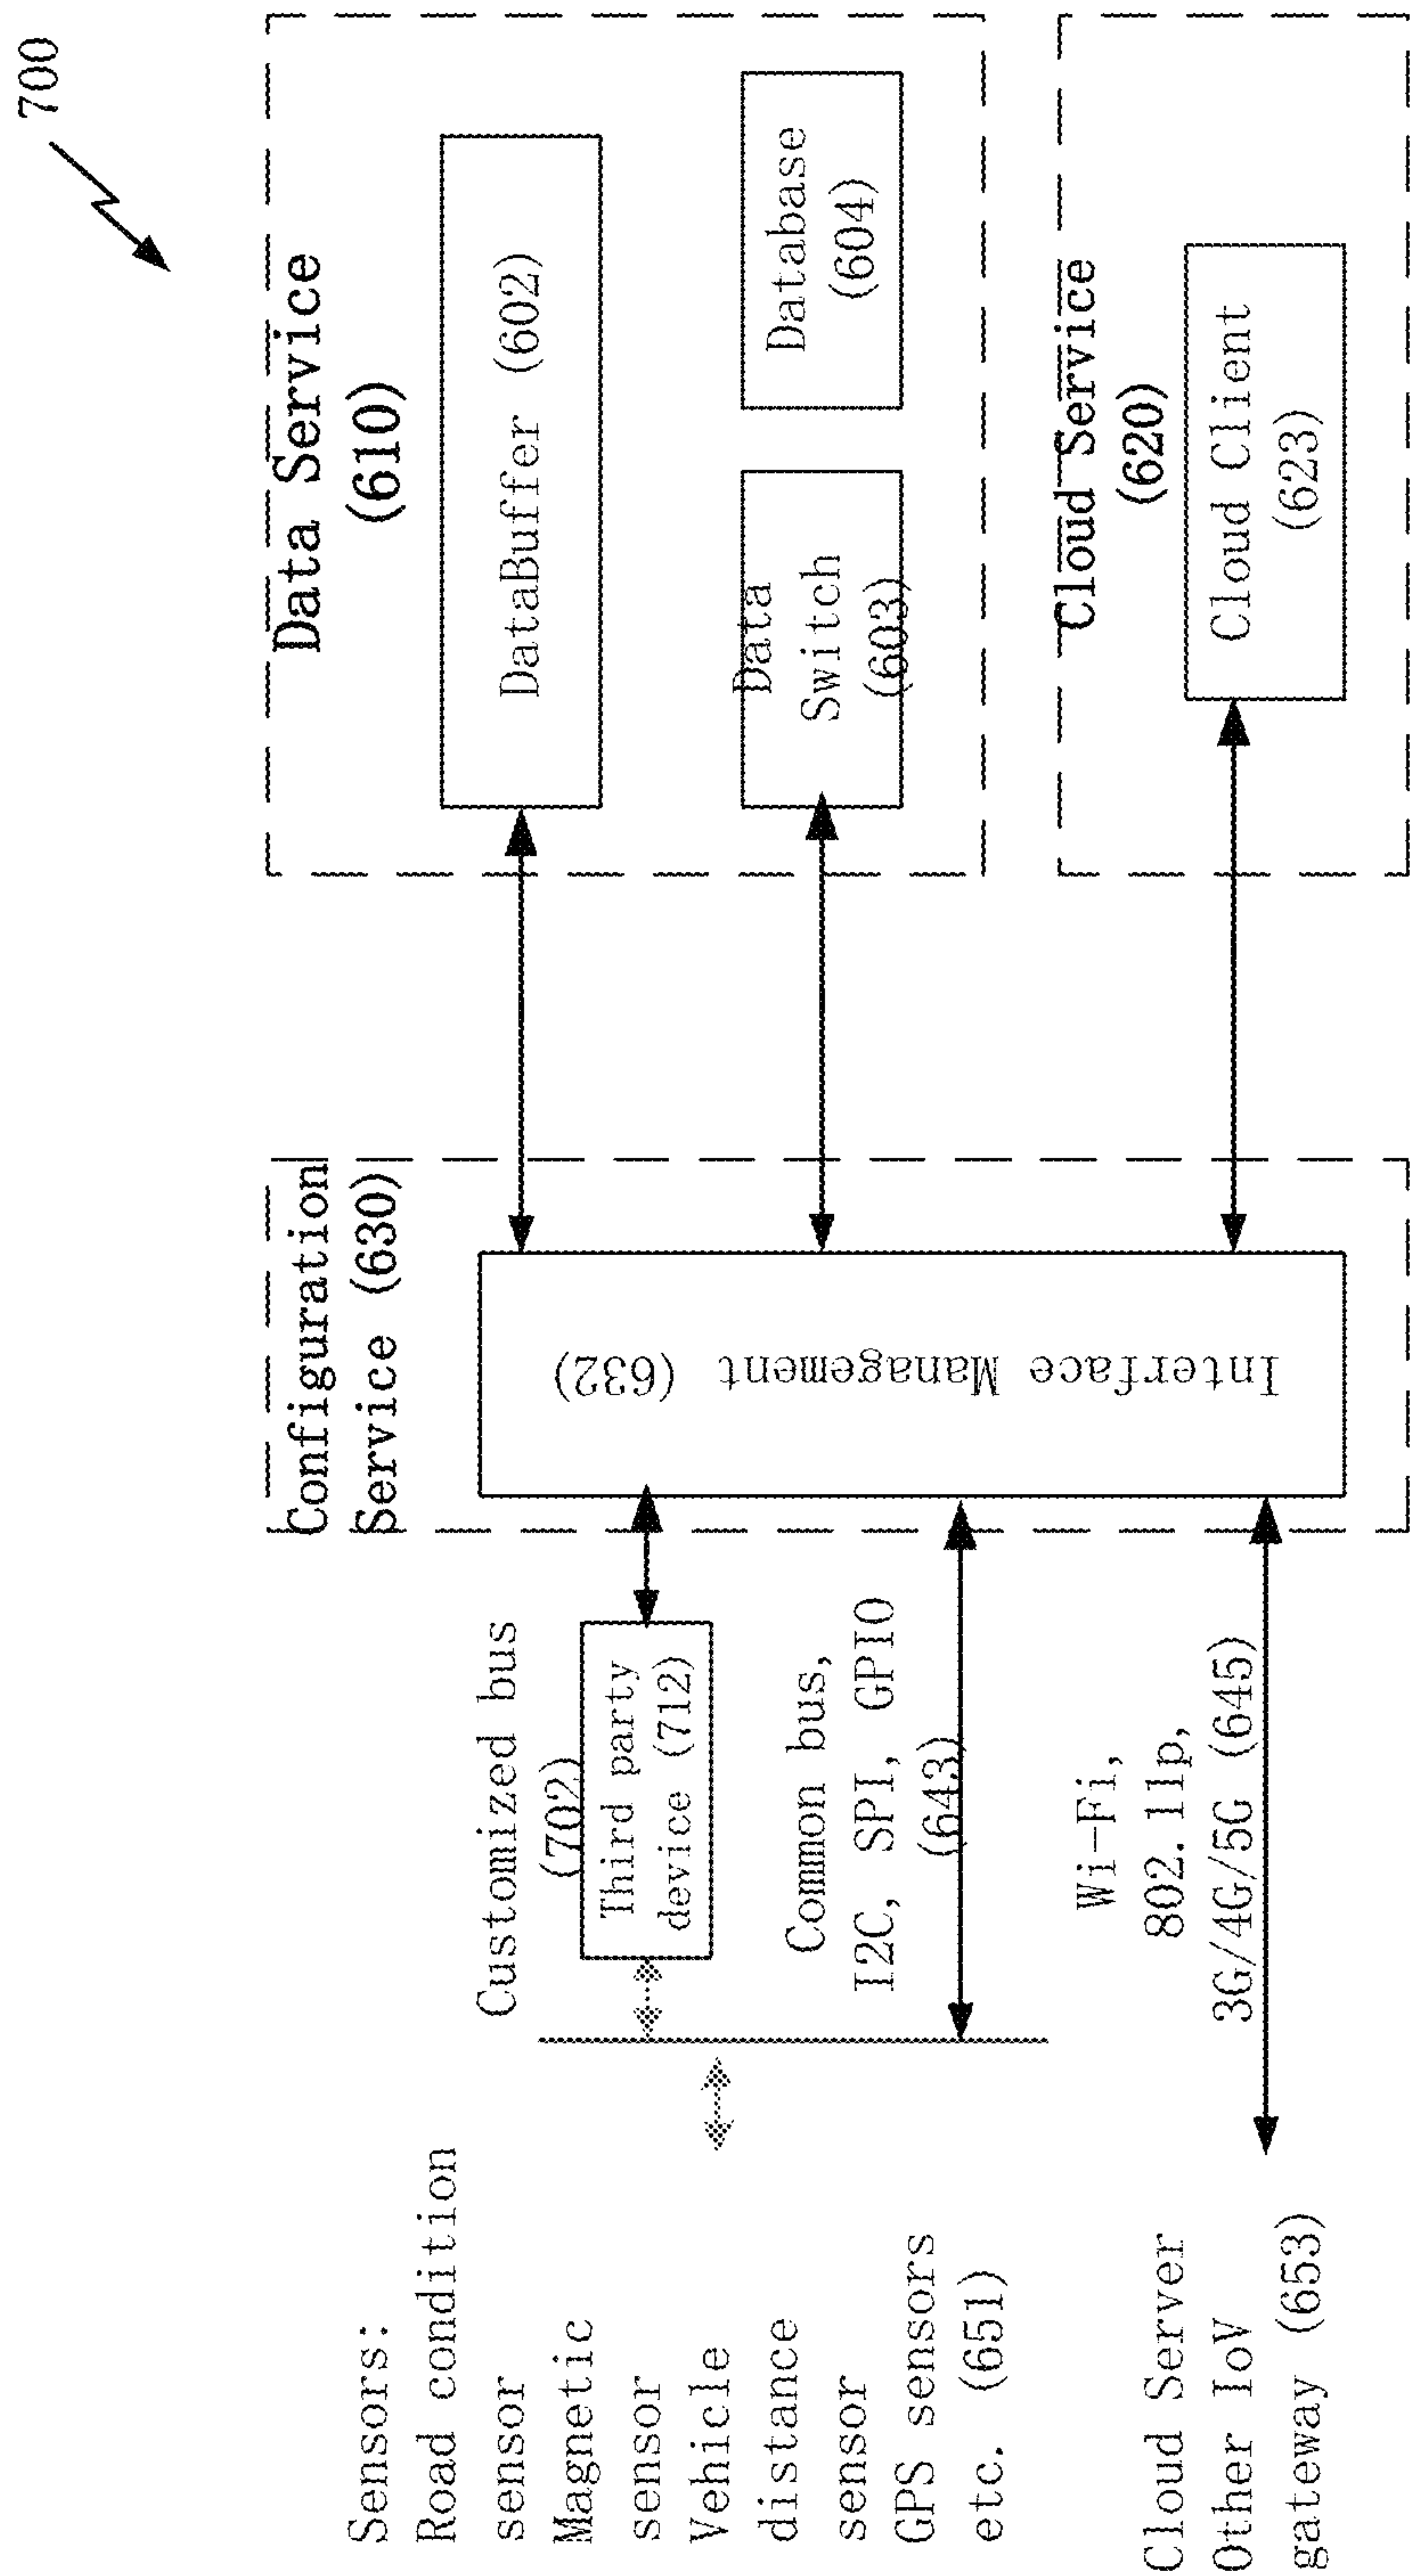 700
Sensors:
Road condition
sensor
Magnetic
sensor
Vehicle
distance
sensor
GPS sensors
etc. (651)
Cloud Server
Other IoV
gateway (653)
Customized bus
(702)
Third party
device (712)
Common bus,
I2C, SPI, GPIO
(643)
Wi-Fi,
802.11p,
3G/4G/5G (645)
Configuration
Service (630)
Interface Management (632)
Data Service
(610)
DataBuffer (602)
Data
Switch
(603)
Database
(604)
Cloud Service
(620)
Cloud Client
(623)